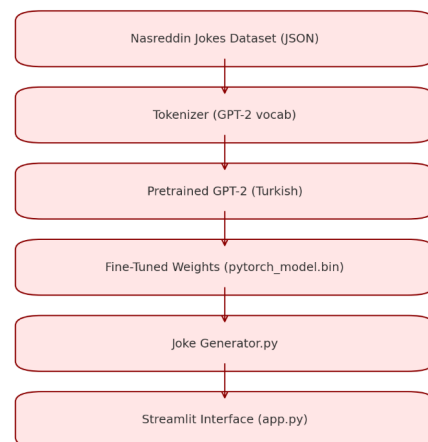 Nasreddin Jokes Dataset (JSON)
Tokenizer (GPT-2 vocab)
Pretrained GPT-2 (Turkish)
Fine-Tuned Weights (pytorch_model.bin)
Joke Generator.py
Streamlit Interface (app.py)